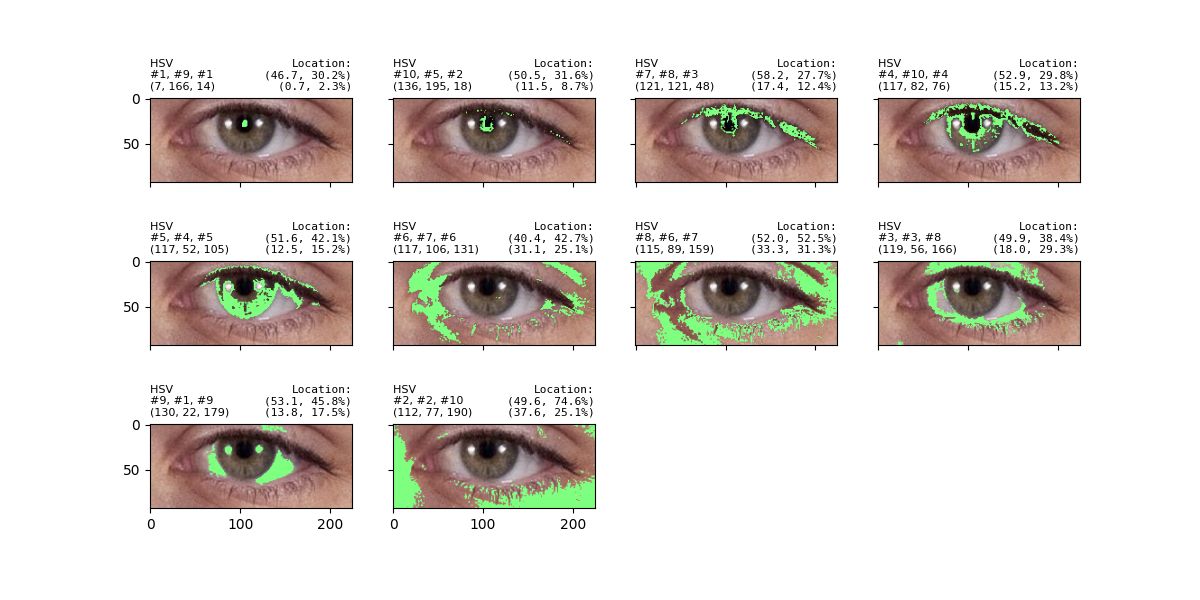 HSV Location:
#1, #9, #1 (46.7, 30.2%)
(7, 166, 14) (0.7, 2.3%)
HSV Location:
#10, #5, #2 (50.5, 31.6%)
(136, 195, 18) (11.5, 8.7%)
HSV Location:
#7, #8, #3 (58.2, 27.7%)
(121, 121, 48) (17.4, 12.4%)
HSV Location:
#4, #10, #4 (52.9, 29.8%)
(117, 82, 76) (15.2, 13.2%)
0
50
HSV Location:
#5, #4, #5 (51.6, 42.1%)
(117, 52, 105) (12.5, 15.2%)
HSV Location:
#6, #7, #6 (40.4, 42.7%)
(117, 106, 131) (31.1, 25.1%)
HSV Location:
#8, #6, #7 (52.0, 52.5%)
(115, 89, 159) (33.3, 31.3%)
HSV Location:
#3, #3, #8 (49.9, 38.4%)
(119, 56, 166) (18.0, 29.3%)
0
50
HSV Location:
#9, #1, #9 (53.1, 45.8%)
(130, 22, 179) (13.8, 17.5%)
HSV Location:
#2, #2, #10 (49.6, 74.6%)
(112, 77, 190) (37.6, 25.1%)
0
50
0 100 200
0 100 200